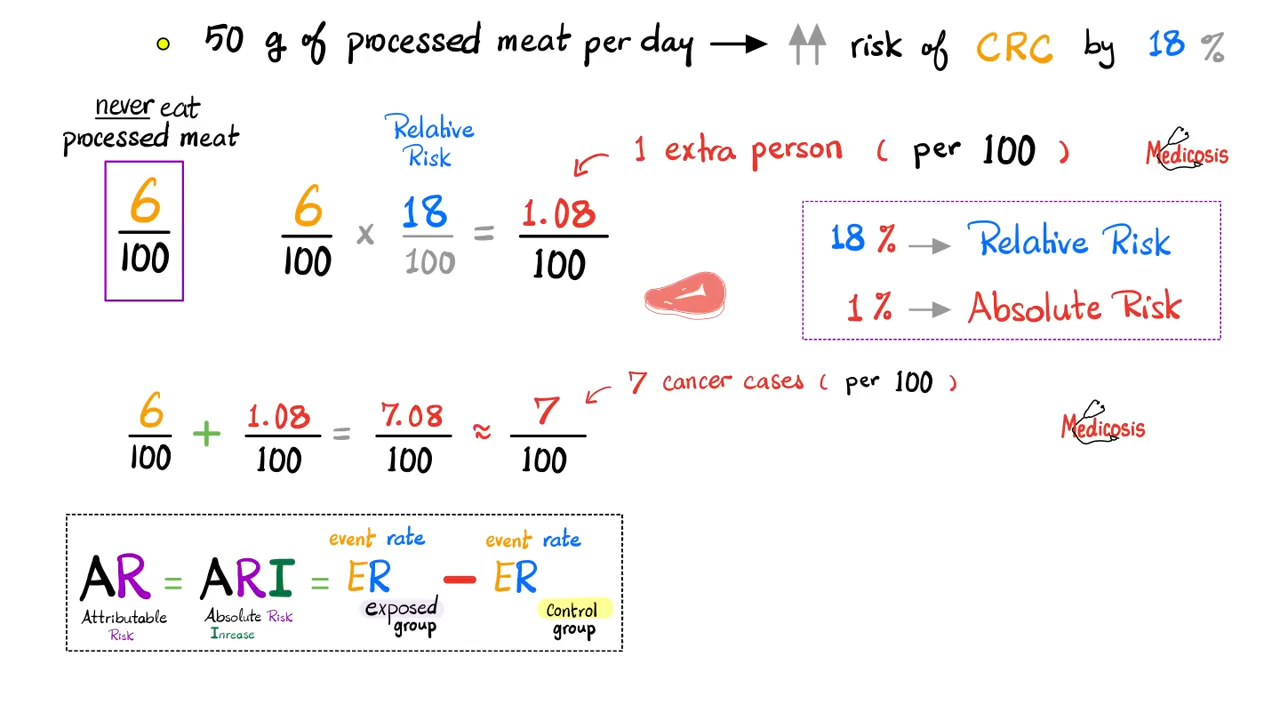 50 g of processed meat per day → ↑↑ risk of CRC by 18 %
never eat
processed meat
6/100
Relative
Risk
6/100 x 18/100 = 1.08/100
1 extra person ( per 100 )
Medicosis
18 % → Relative Risk
1 % → Absolute Risk
7 cancer cases ( per 100 )
6/100 + 1.08/100 = 7.08/100 ≈ 7/100
Medicosis
event rate event rate
AR = ARI = ER - ER
Attributable
Risk
Absolute Risk
Inrease
exposed
group
Control
group